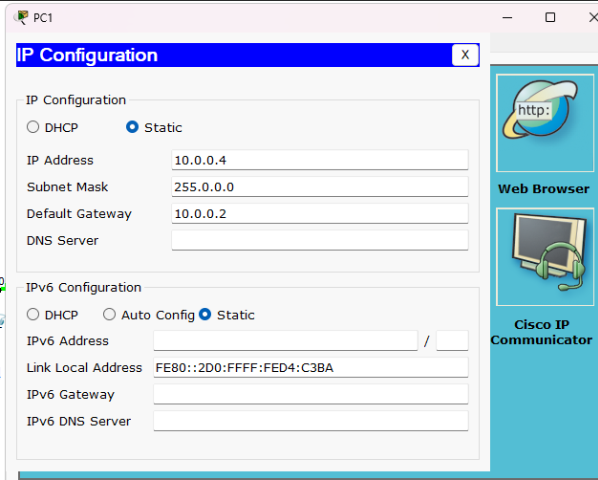 PC1
IP Configuration
X
http:
IP Configuration
DHCP Static
IP Address 10.0.0.4
Subnet Mask 255.0.0.0
Default Gateway 10.0.0.2
DNS Server
Web Browser
IPv6 Configuration
DHCP Auto Config Static
IPv6 Address /
Link Local Address FE80::2D0:FFFF:FED4:C3BA
IPv6 Gateway
IPv6 DNS Server
Cisco IP
Communicator